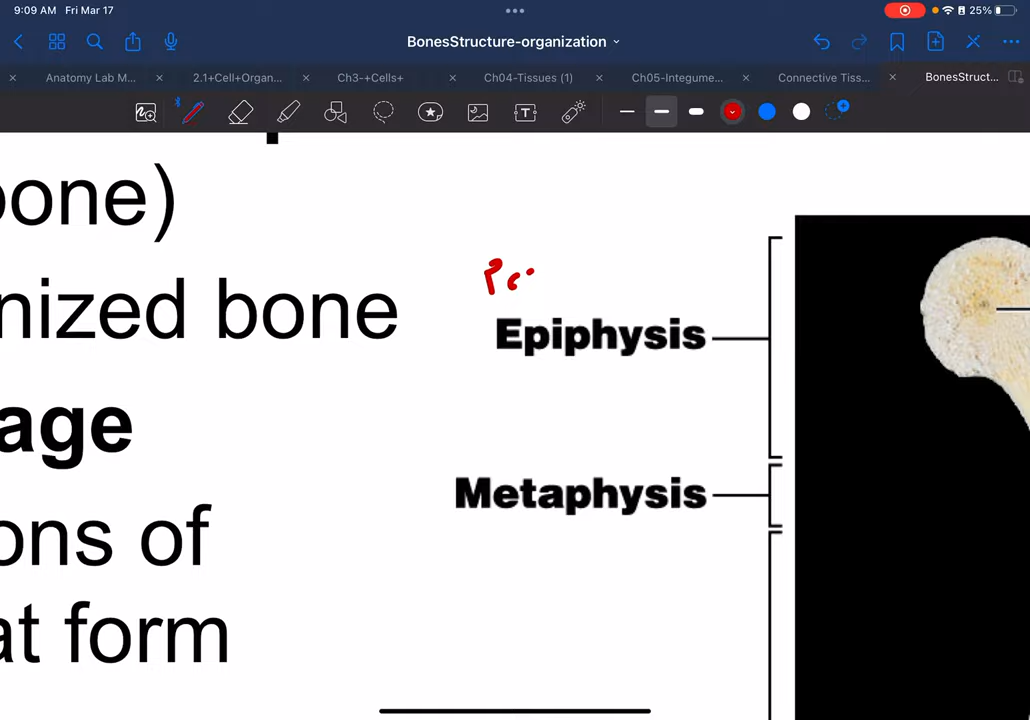 9:09 AM Fri Mar 17
25%
BonesStructure-organization
Anatomy Lab M...
2.1+Cell+Organ...
Ch3-+Cells+
Ch04-Tissues (1)
Ch05-Integume...
Connective Tiss...
BonesStruct...
one)
nized bone
age
ons of
at form
Epiphysis
Metaphysis